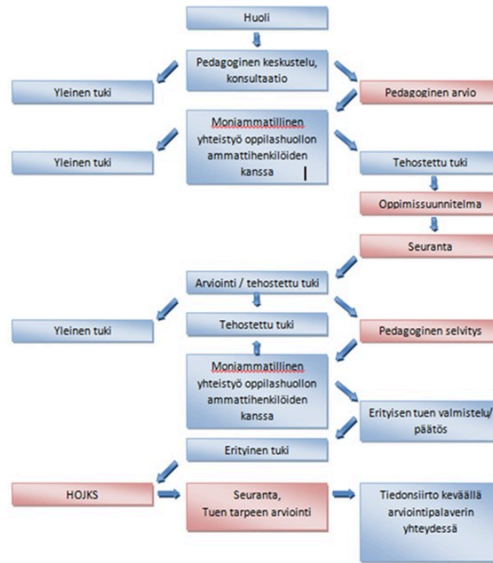 Huoli
Pedagoginen keskustelu,
konsultaatio
Yleinen tuki
Pedagoginen arvio
Moniammatillinen
yhteistyö oppilashuollon
ammattihenkilöiden
kanssa
Yleinen tuki
Tehostettu tuki
Oppimissuunnitelma
Seuranta
Arviointi / tehostettu tuki
Yleinen tuki
Tehostettu tuki
Pedagoginen selvitys
Moniammatillinen
yhteistyö oppilashuollon
ammattihenkilöiden
kanssa
Erityisen tuen valmistelu/
päätös
Erityinen tuki
HOJKS
Seuranta,
Tuen tarpeen arviointi
Tiedonsiirto keväällä
arviointipalaverin
yhteydessä